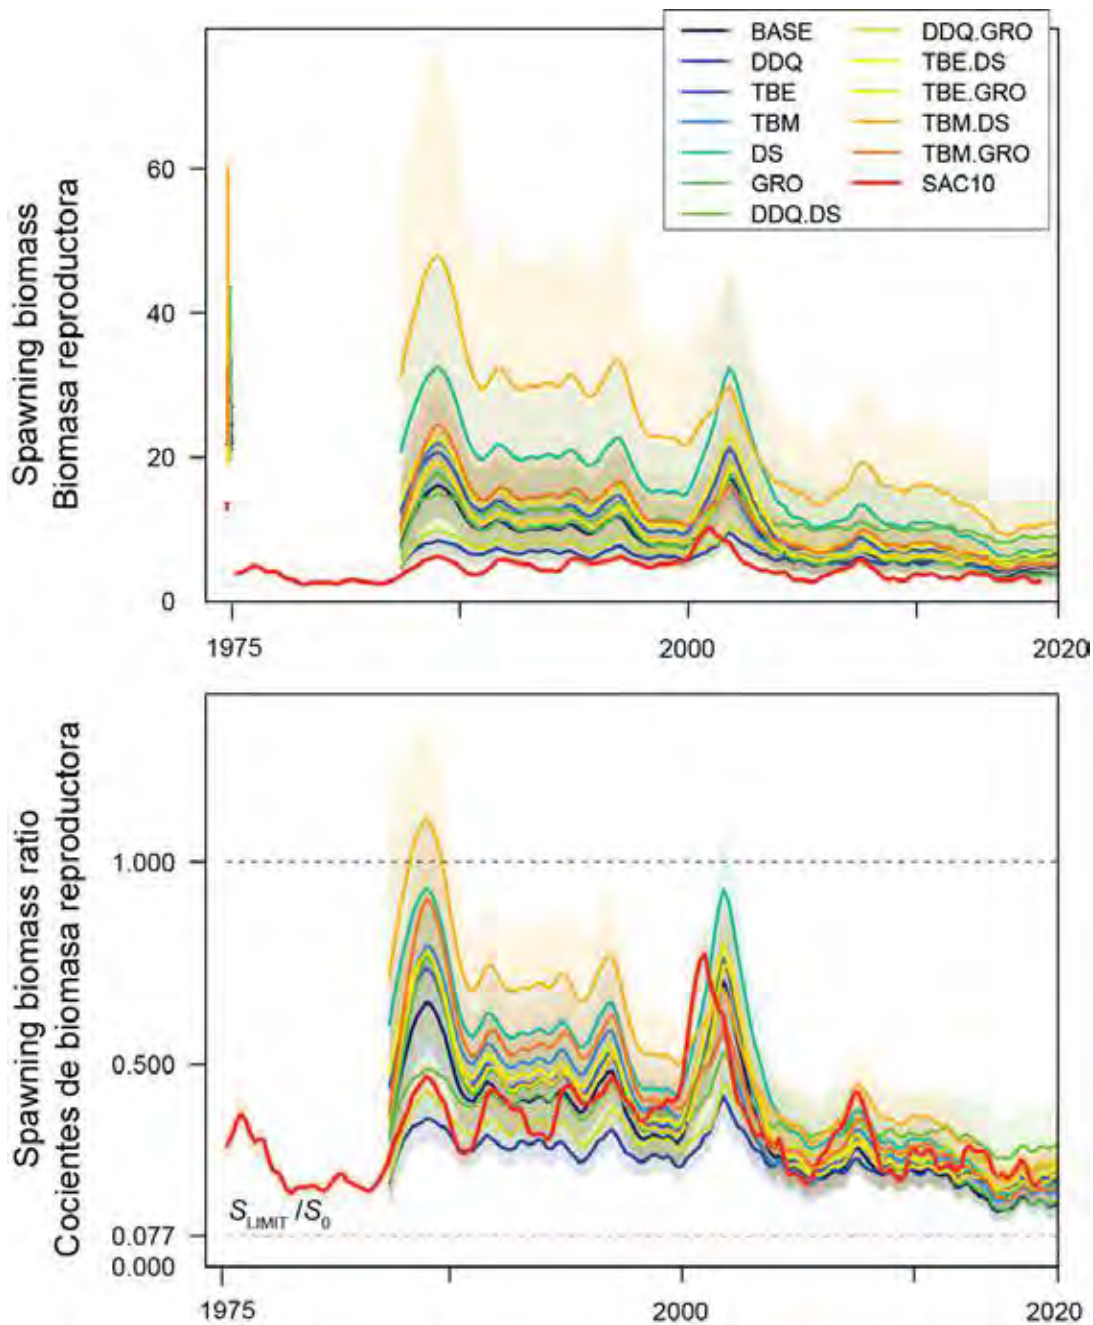 BASE
DDQ
TBE
TBM
DS
GRO
DDQ.DS
DDQ.GRO
TBE.DS
TBE.GRO
TBM.DS
TBM.GRO
SAC10
Spawning biomass
Biomasa reproductora
60
40
20
0
1975
2000
2020
Spawning biomass ratio
Cocientes de biomasa reproductora
1.000
0.500
0.077
0.000
S_LIMIT /S_0
1975
2000
2020